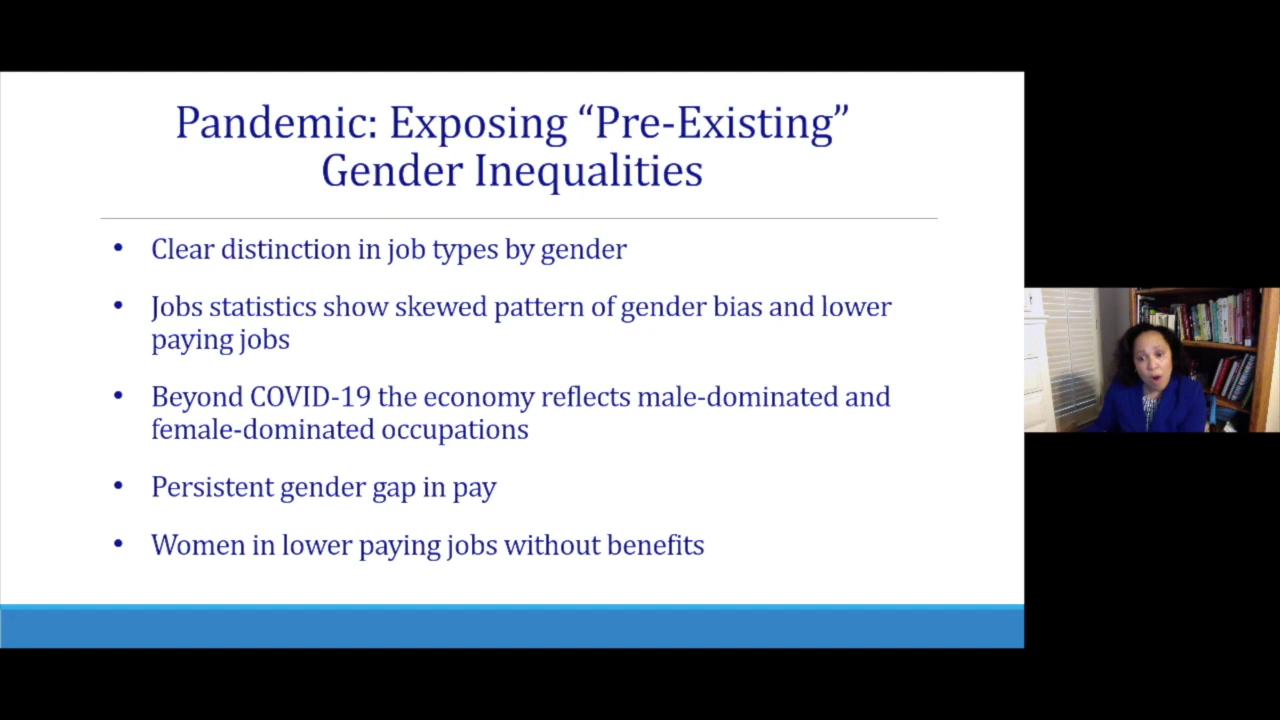 Pandemic: Exposing “Pre-Existing”
Gender Inequalities
• Clear distinction in job types by gender
• Jobs statistics show skewed pattern of gender bias and lower
paying jobs
• Beyond COVID-19 the economy reflects male-dominated and
female-dominated occupations
• Persistent gender gap in pay
• Women in lower paying jobs without benefits